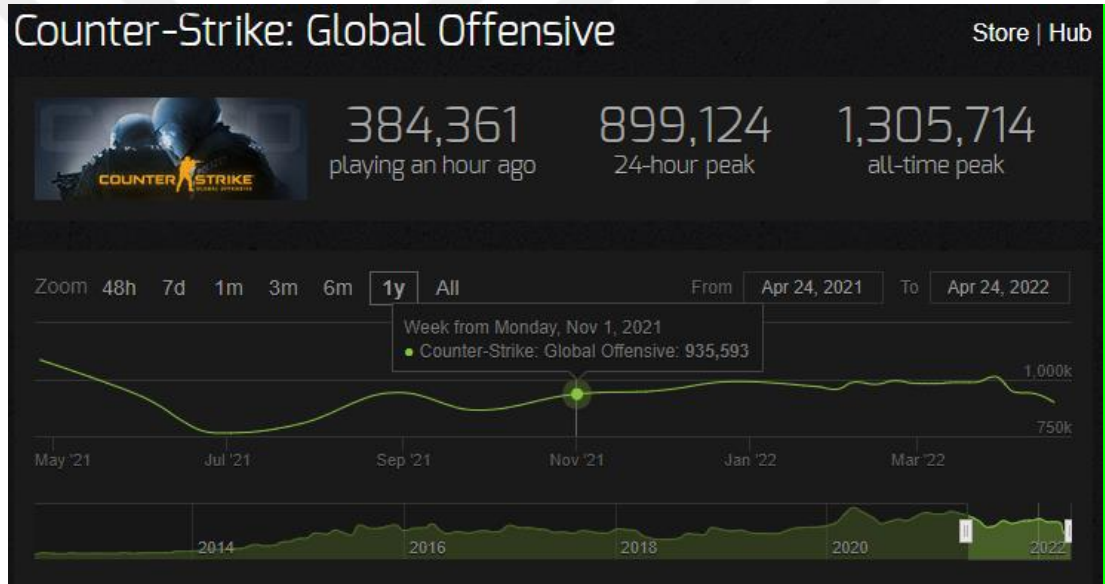 Counter-Strike: Global Offensive
Store | Hub
384,361
playing an hour ago
899,124
24-hour peak
1,305,714
all-time peak
COUNTER STRIKE
GLOBAL OFFENSIVE
Zoom 48h 7d 1m 3m 6m 1y All
From Apr 24, 2021 To Apr 24, 2022
Week from Monday, Nov 1, 2021
● Counter-Strike: Global Offensive: 935,593
1,000k
750k
May '21 Jul '21 Sep '21 Nov '21 Jan '22 Mar '22
2014 2016 2018 2020 2022